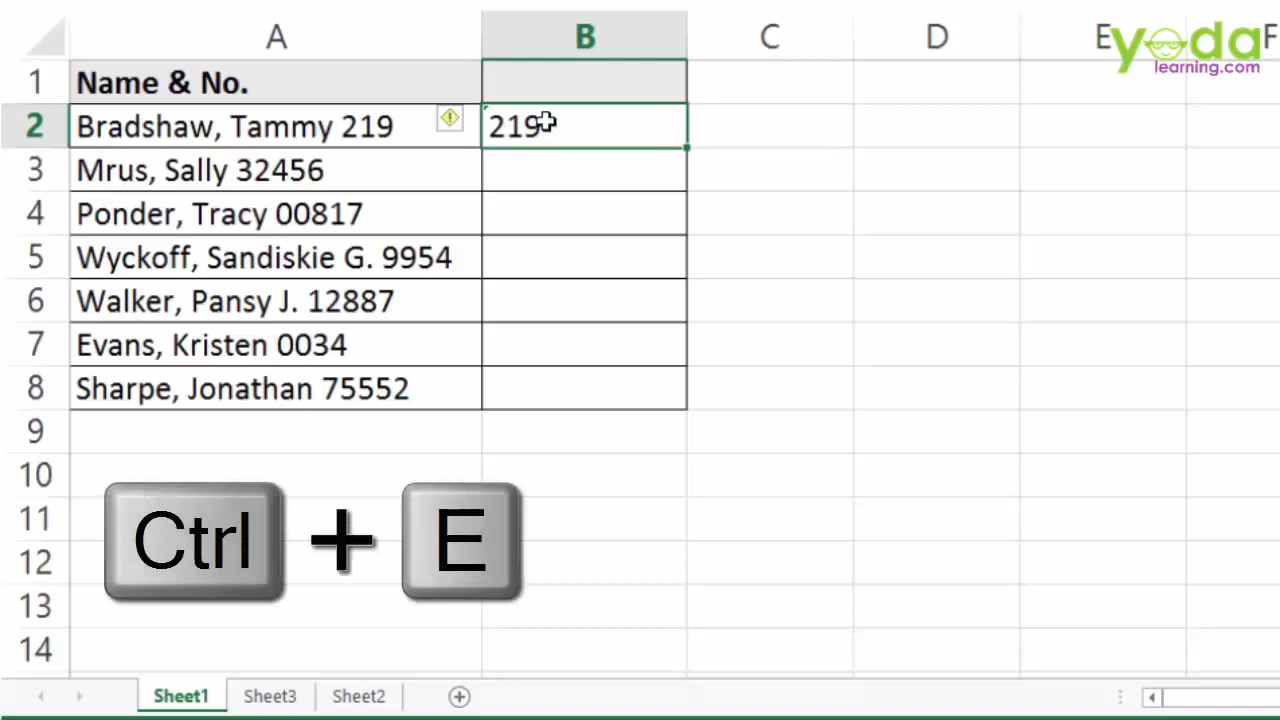 A B C D E F
yoda
learning.com
1 Name & No.
2 Bradshaw, Tammy 219 219
3 Mrus, Sally 32456
4 Ponder, Tracy 00817
5 Wyckoff, Sandiskie G. 9954
6 Walker, Pansy J. 12887
7 Evans, Kristen 0034
8 Sharpe, Jonathan 75552
9
10
11
Ctrl + E
12
13
14
Sheet1 Sheet3 Sheet2